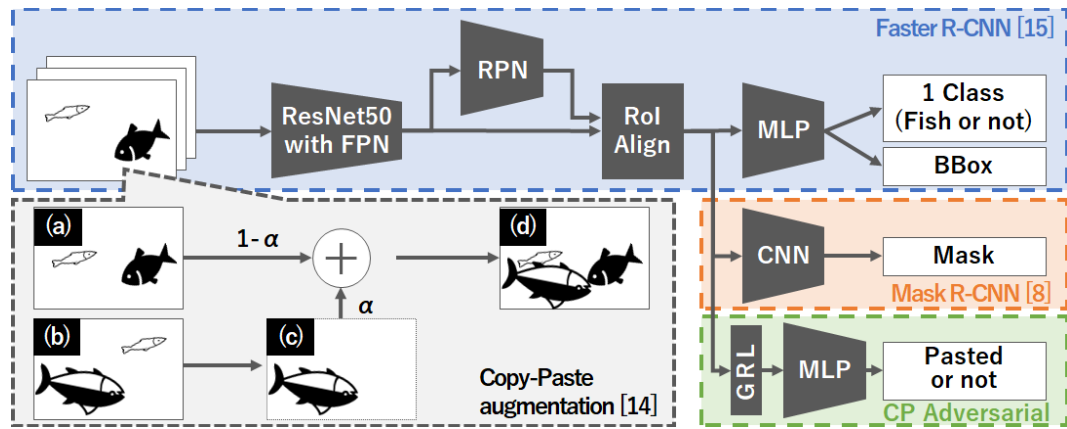 Faster R-CNN [15]
RPN
ResNet50
with FPN
RoI
Align
MLP
1 Class
(Fish or not)
BBox
(a)
1- α
(d)
α
(b)
(c)
Copy-Paste
augmentation [14]
CNN
Mask
Mask R-CNN [8]
GRL
MLP
Pasted
or not
CP Adversarial